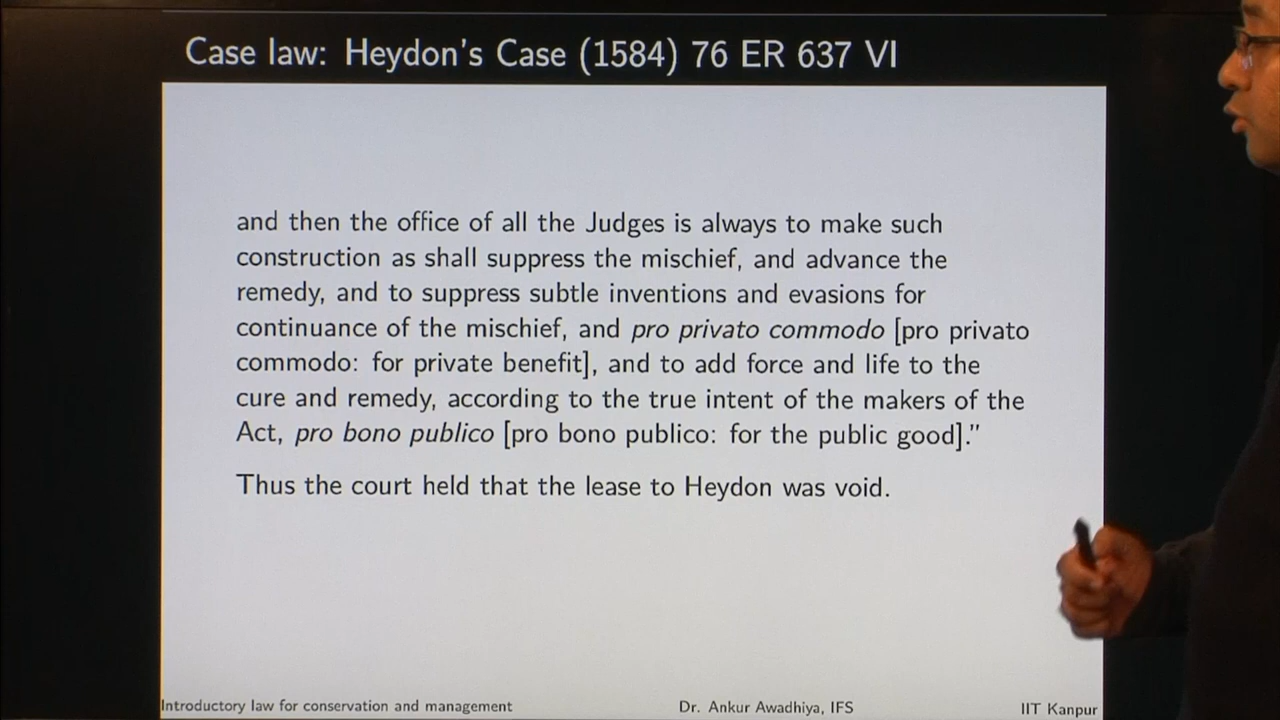 Case law: Heydon's Case (1584) 76 ER 637 VI
and then the office of all the Judges is always to make such
construction as shall suppress the mischief, and advance the
remedy, and to suppress subtle inventions and evasions for
continuance of the mischief, and pro privato commodo [pro privato
commodo: for private benefit], and to add force and life to the
cure and remedy, according to the true intent of the makers of the
Act, pro bono publico [pro bono publico: for the public good]."
Thus the court held that the lease to Heydon was void.
Introductory law for conservation and management Dr. Ankur Awadhiya, IFS IIT Kanpur